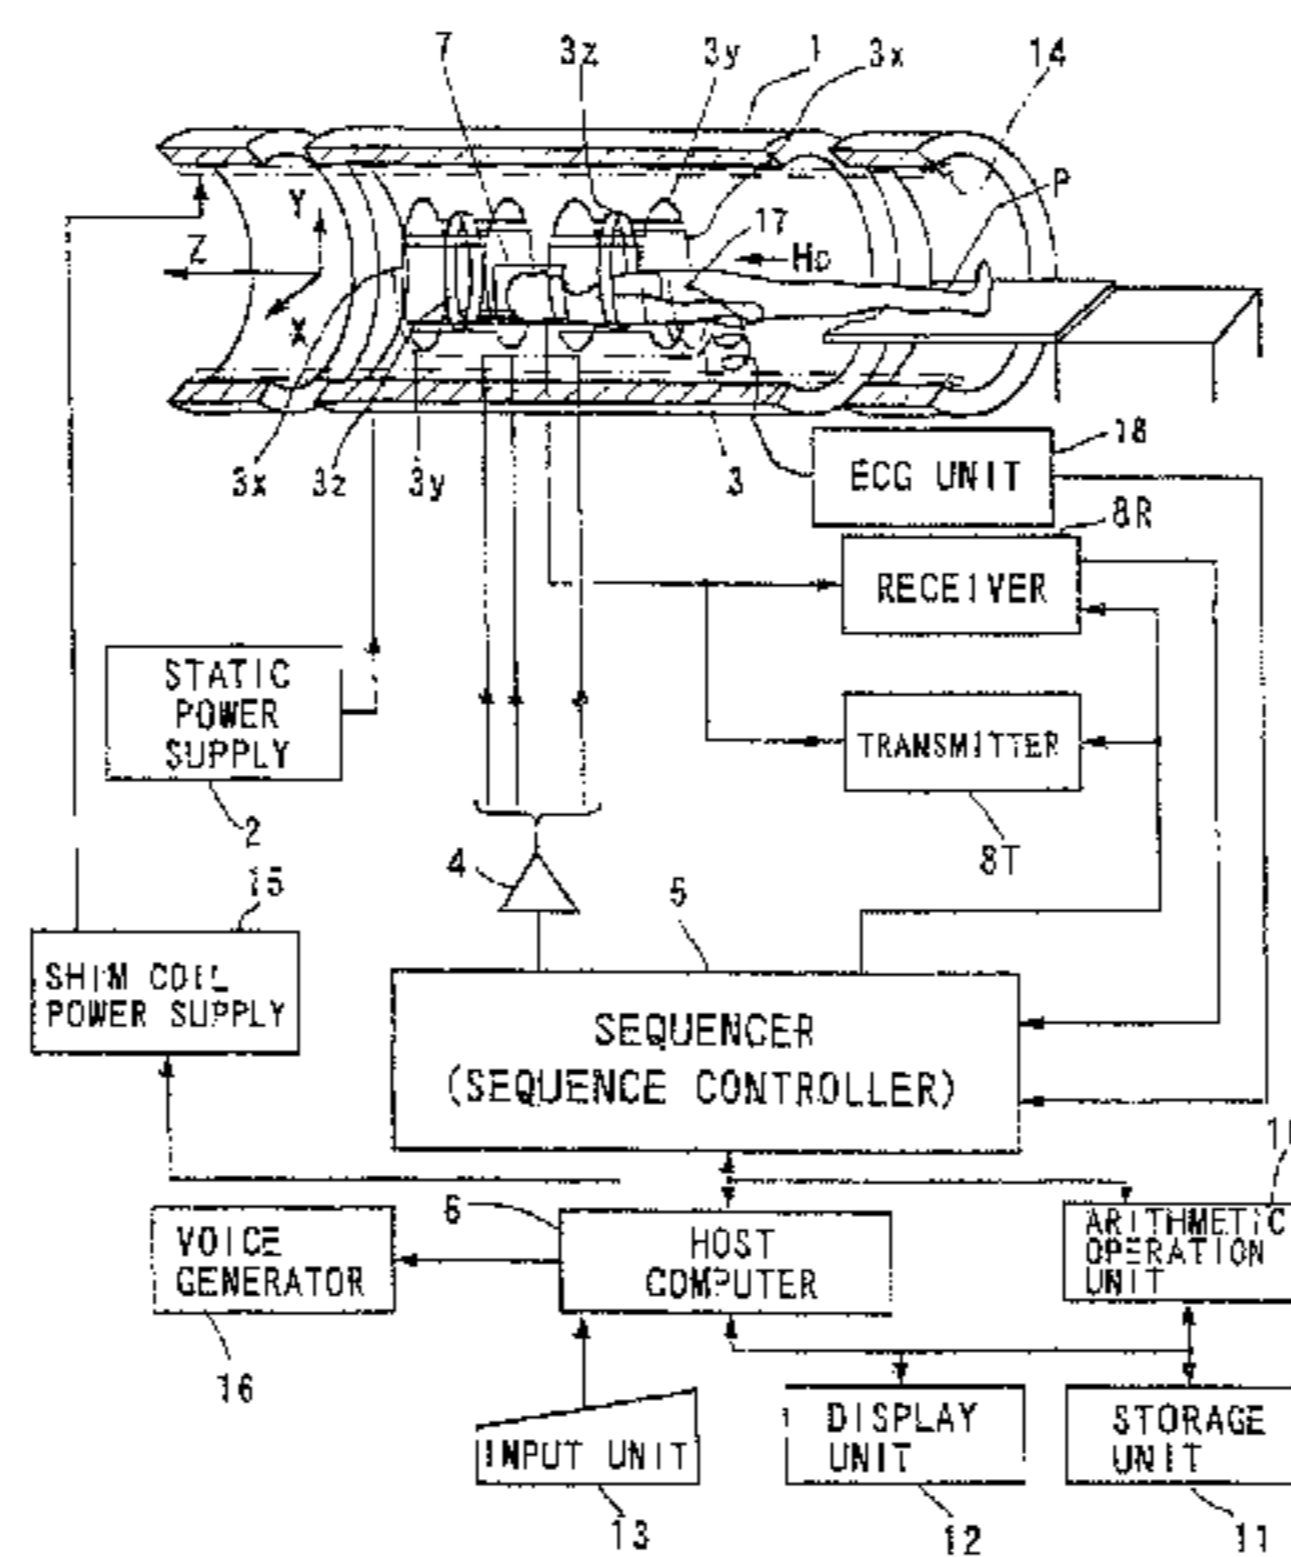 7 3z 3y 1 3x 14
P
Y
17
Z
Ho
X
3x 3z 3y 3
18
ECG UNIT
8R
RECEIVER
STATIC
POWER
SUPPLY
TRANSMITTER
2
8T
4
15
5
SHIM COIL
POWER SUPPLY
SEQUENCER
(SEQUENCE CONTROLLER)
6
VOICE
GENERATOR
HOST
COMPUTER
ARITHMETIC
OPERATION
UNIT
16
INPUT UNIT
DISPLAY
UNIT
STORAGE
UNIT
13
12
11